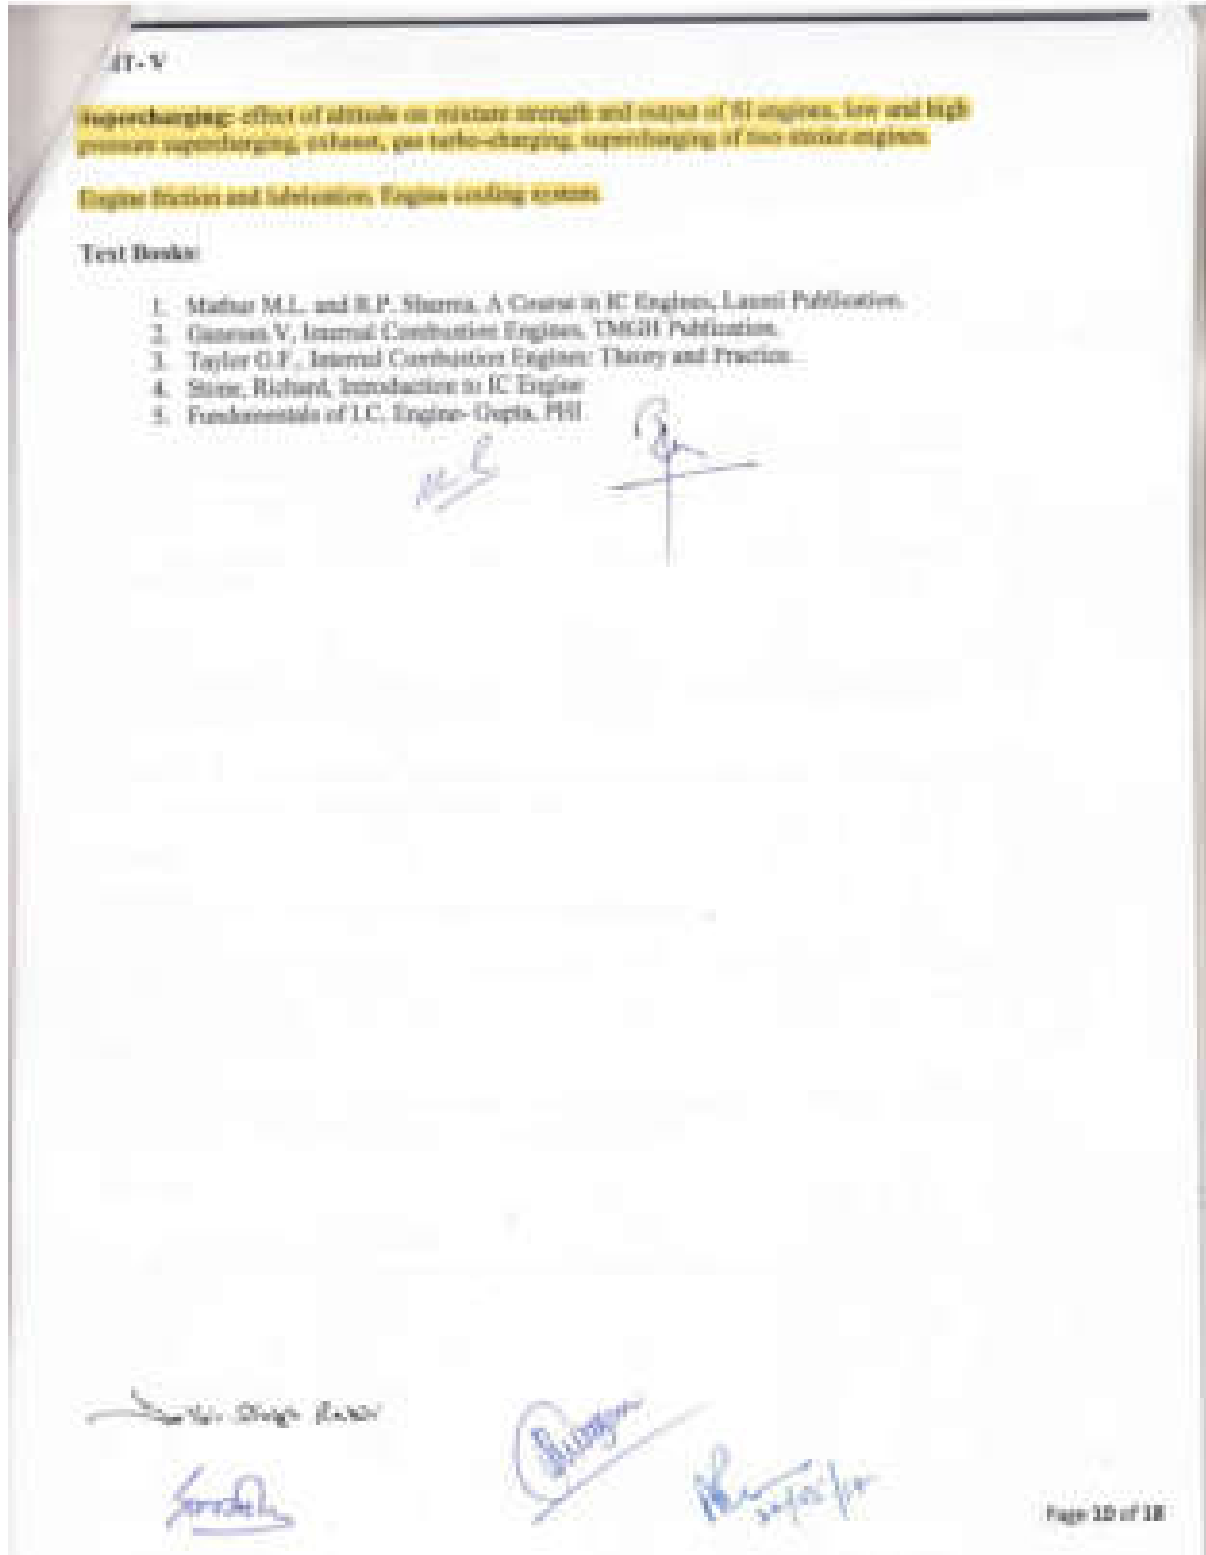 IT- V
Supercharging: effect of altitude on mixture strength and output of SI engines, low and high
pressure supercharging, exhaust, gas turbo-charging, supercharging of two stroke engines.
Engine friction and lubrication, Engine cooling system.
Text Books:
1. Mathur M.L. and R.P. Sharma, A Course in IC Engines, Laxmi Publication.
2. Ganesan V, Internal Combustion Engines, TMGH Publication.
3. Taylor G.F., Internal Combustion Engines: Theory and Practice
4. Stone, Richard, Introduction to IC Engine
5. Fundamentals of I.C. Engine- Gupta, PHI
Singh
Page 10 of 18